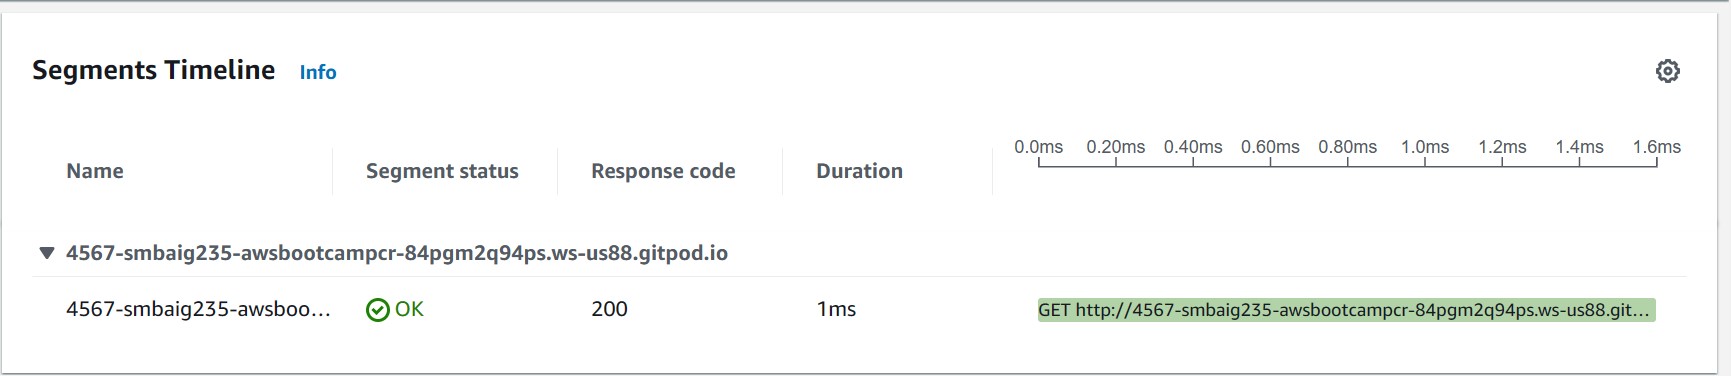 Segments Timeline Info
0.0ms 0.20ms 0.40ms 0.60ms 0.80ms 1.0ms 1.2ms 1.4ms 1.6ms
Name Segment status Response code Duration
4567-smbaig235-awsbootcampcr-84pgm2q94ps.ws-us88.gitpod.io
4567-smbaig235-awsboo... OK 200 1ms GET http://4567-smbaig235-awsbootcampcr-84pgm2q94ps.ws-us88.git...